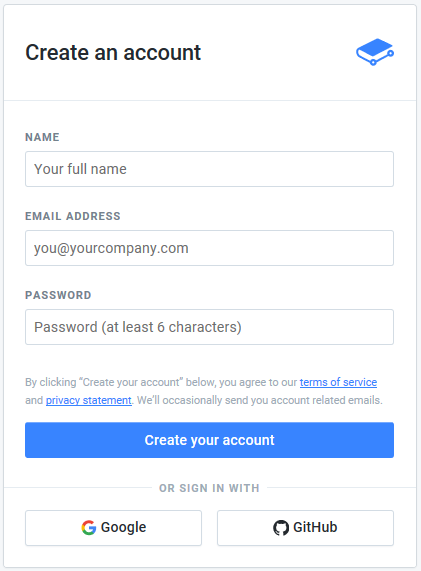 Create an account
NAME
Your full name
EMAIL ADDRESS
you@yourcompany.com
PASSWORD
Password (at least 6 characters)
By clicking “Create your account” below, you agree to our terms of service
and privacy statement. We'll occasionally send you account related emails.
Create your account
OR SIGN IN WITH
Google
GitHub